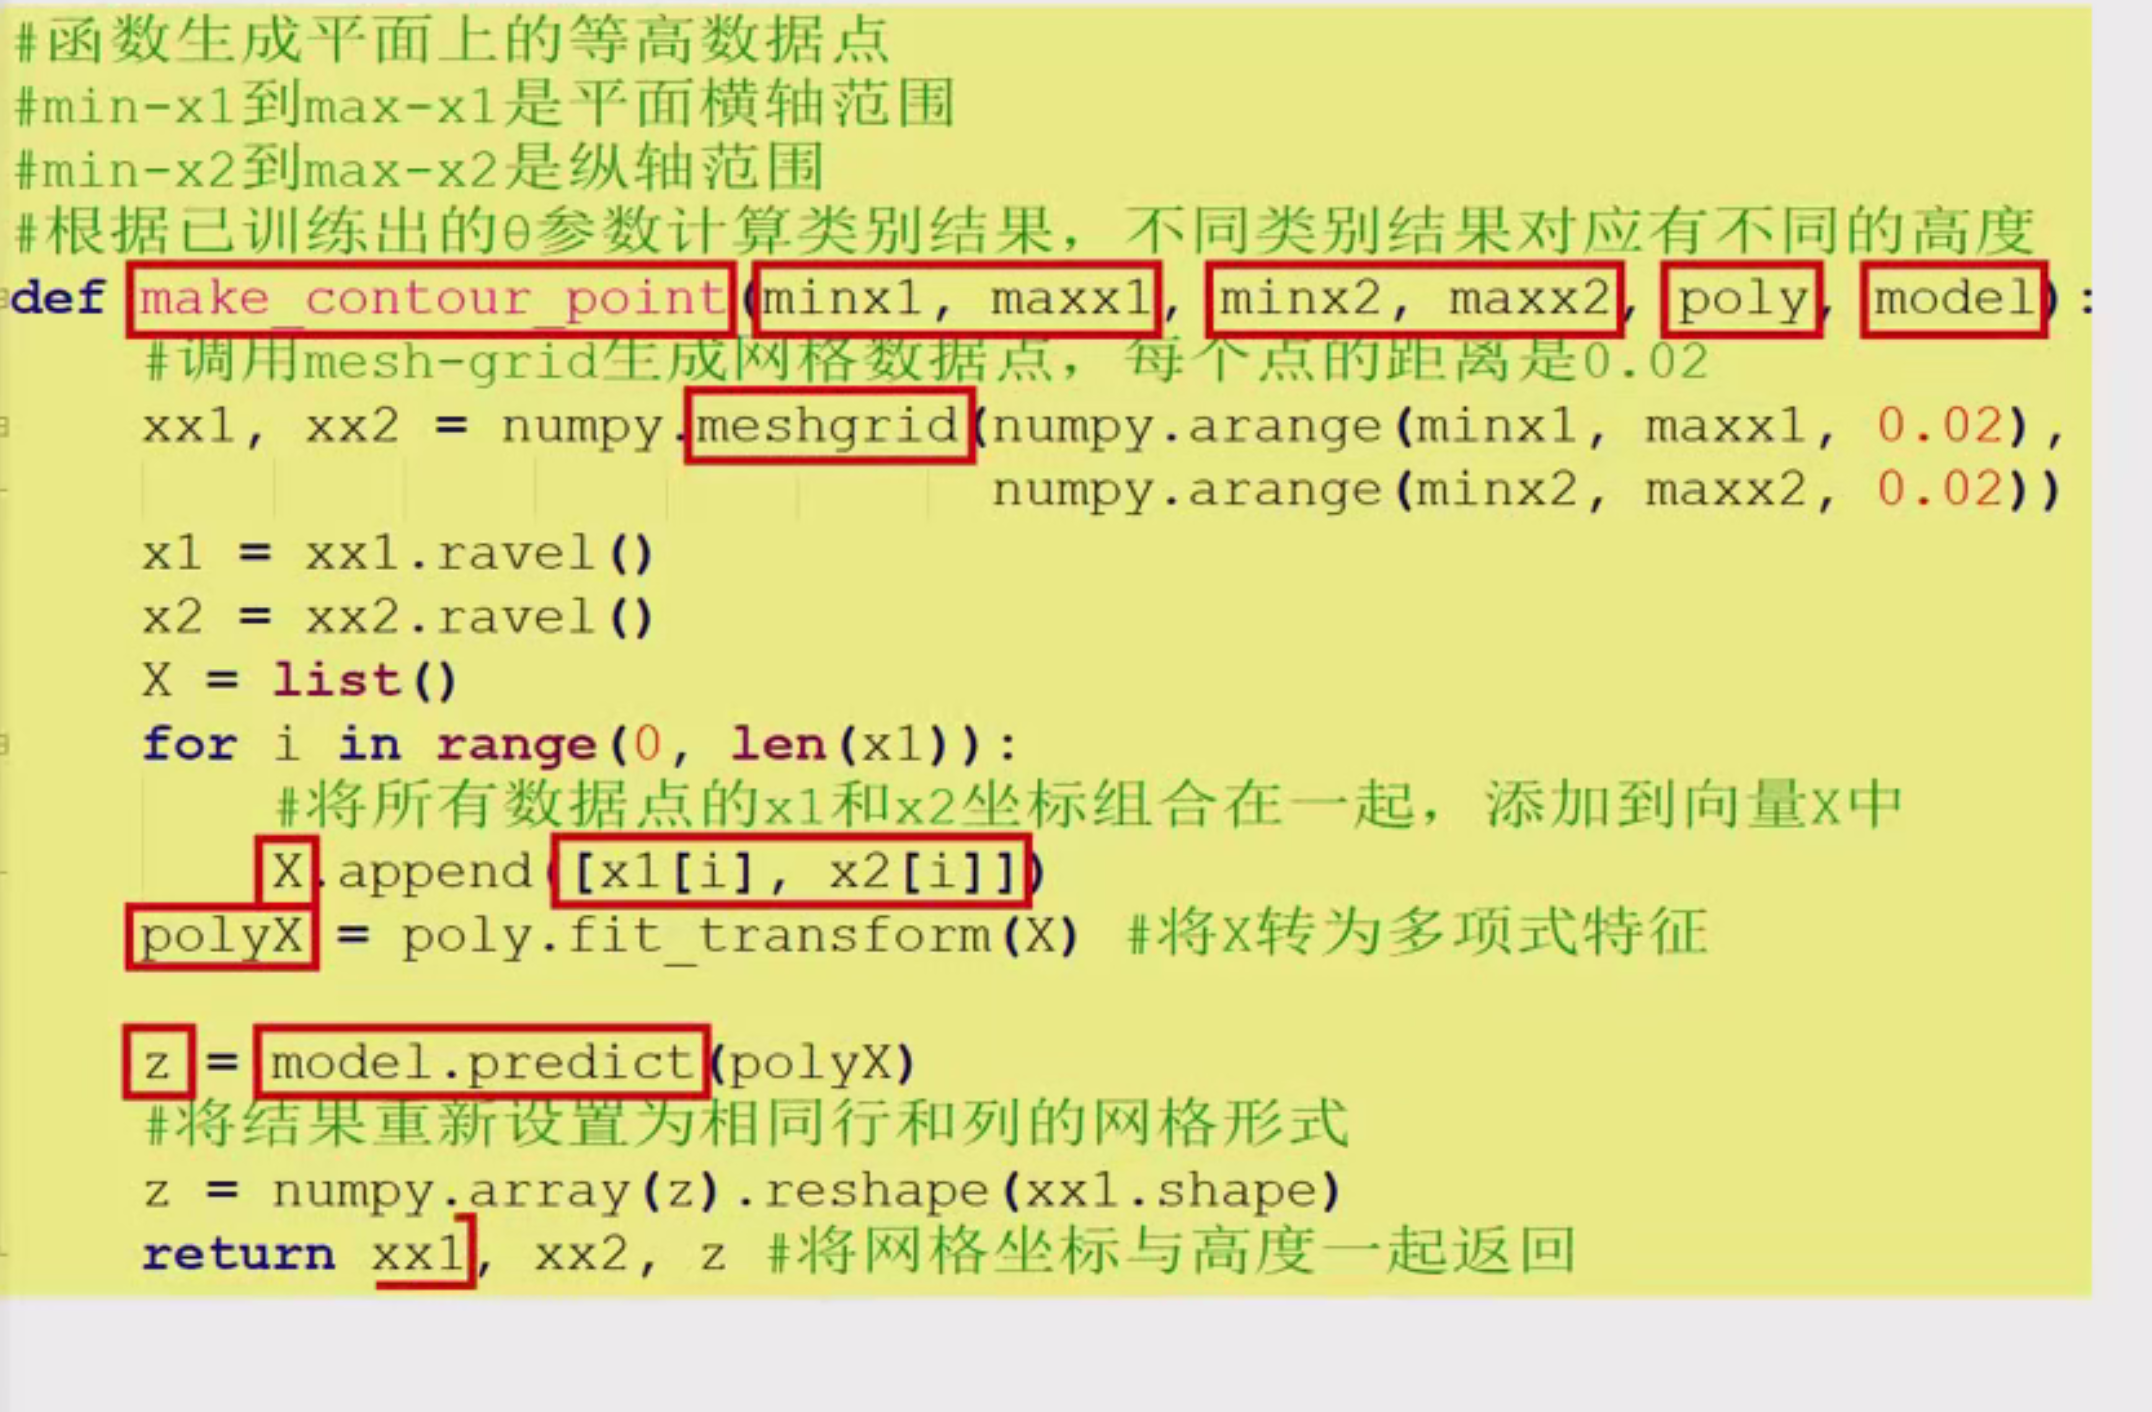 #函数生成平面上的等高数据点
#min-x1到max-x1是平面横轴范围
#min-x2到max-x2是纵轴范围
#根据已训练出的θ参数计算类别结果，不同类别结果对应有不同的高度
def make_contour_point(minx1, maxx1, minx2, maxx2, poly, model):
    #调用mesh-grid生成网格数据点，每个点的距离是0.02
    xx1, xx2 = numpy.meshgrid(numpy.arange(minx1, maxx1, 0.02),
                              numpy.arange(minx2, maxx2, 0.02))
    x1 = xx1.ravel()
    x2 = xx2.ravel()
    X = list()
    for i in range(0, len(x1)):
        #将所有数据点的x1和x2坐标组合在一起，添加到向量X中
        X.append([x1[i], x2[i]])
    polyX = poly.fit_transform(X) #将X转为多项式特征
    z = model.predict(polyX)
    #将结果重新设置为相同行和列的网格形式
    z = numpy.array(z).reshape(xx1.shape)
    return xx1, xx2, z #将网格坐标与高度一起返回